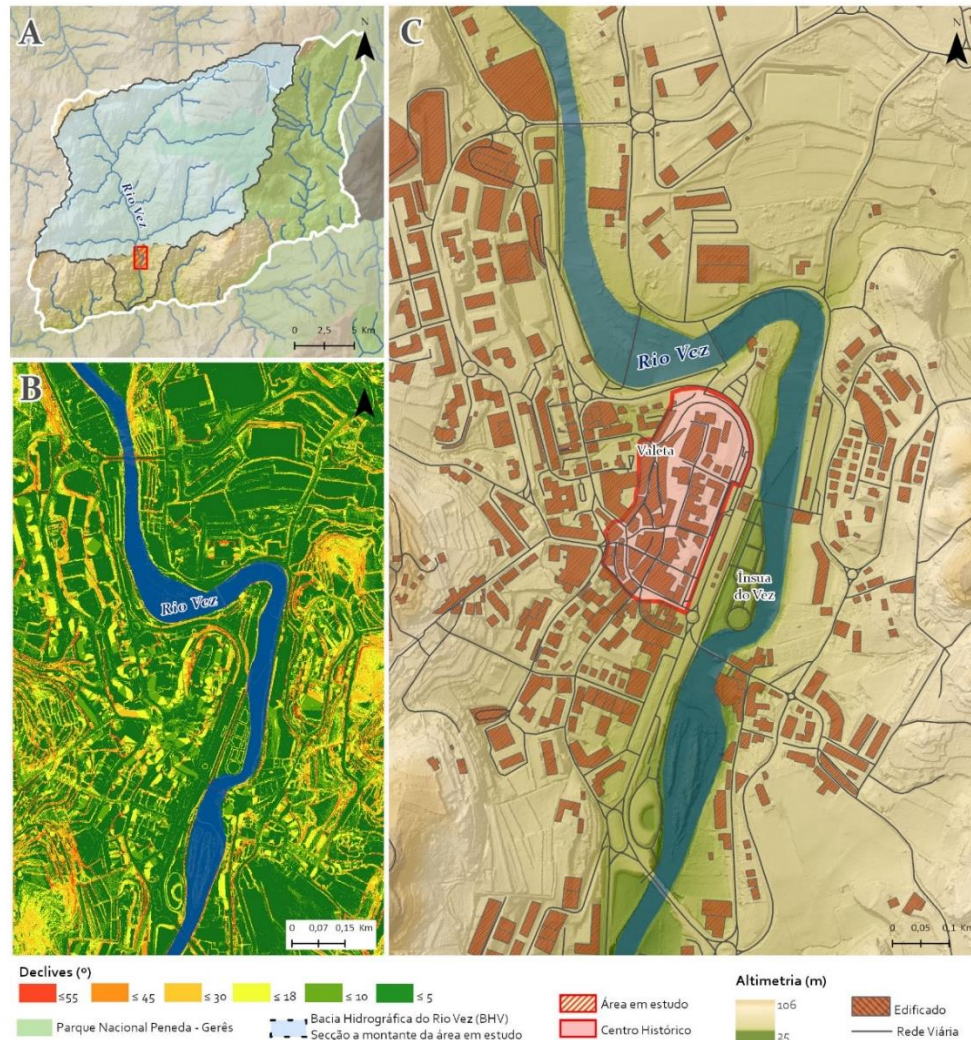 A
N
Rio Vez
0 2,5 5 Km
B
Rio Vez
0 0,07 0,15 Km
C
N
Rio Vez
Valeta
Ínsua
do Vez
0 0,05 0,1 Km
Declives (º)
≤55 ≤ 45 ≤ 30 ≤ 18 ≤ 10 ≤ 5
Parque Nacional Peneda - Gerês
Bacia Hidrográfica do Rio Vez (BHV)
Secção a montante da área em estudo
Área em estudo
Centro Histórico
Altimetria (m)
106
25
Edificado
Rede Viária